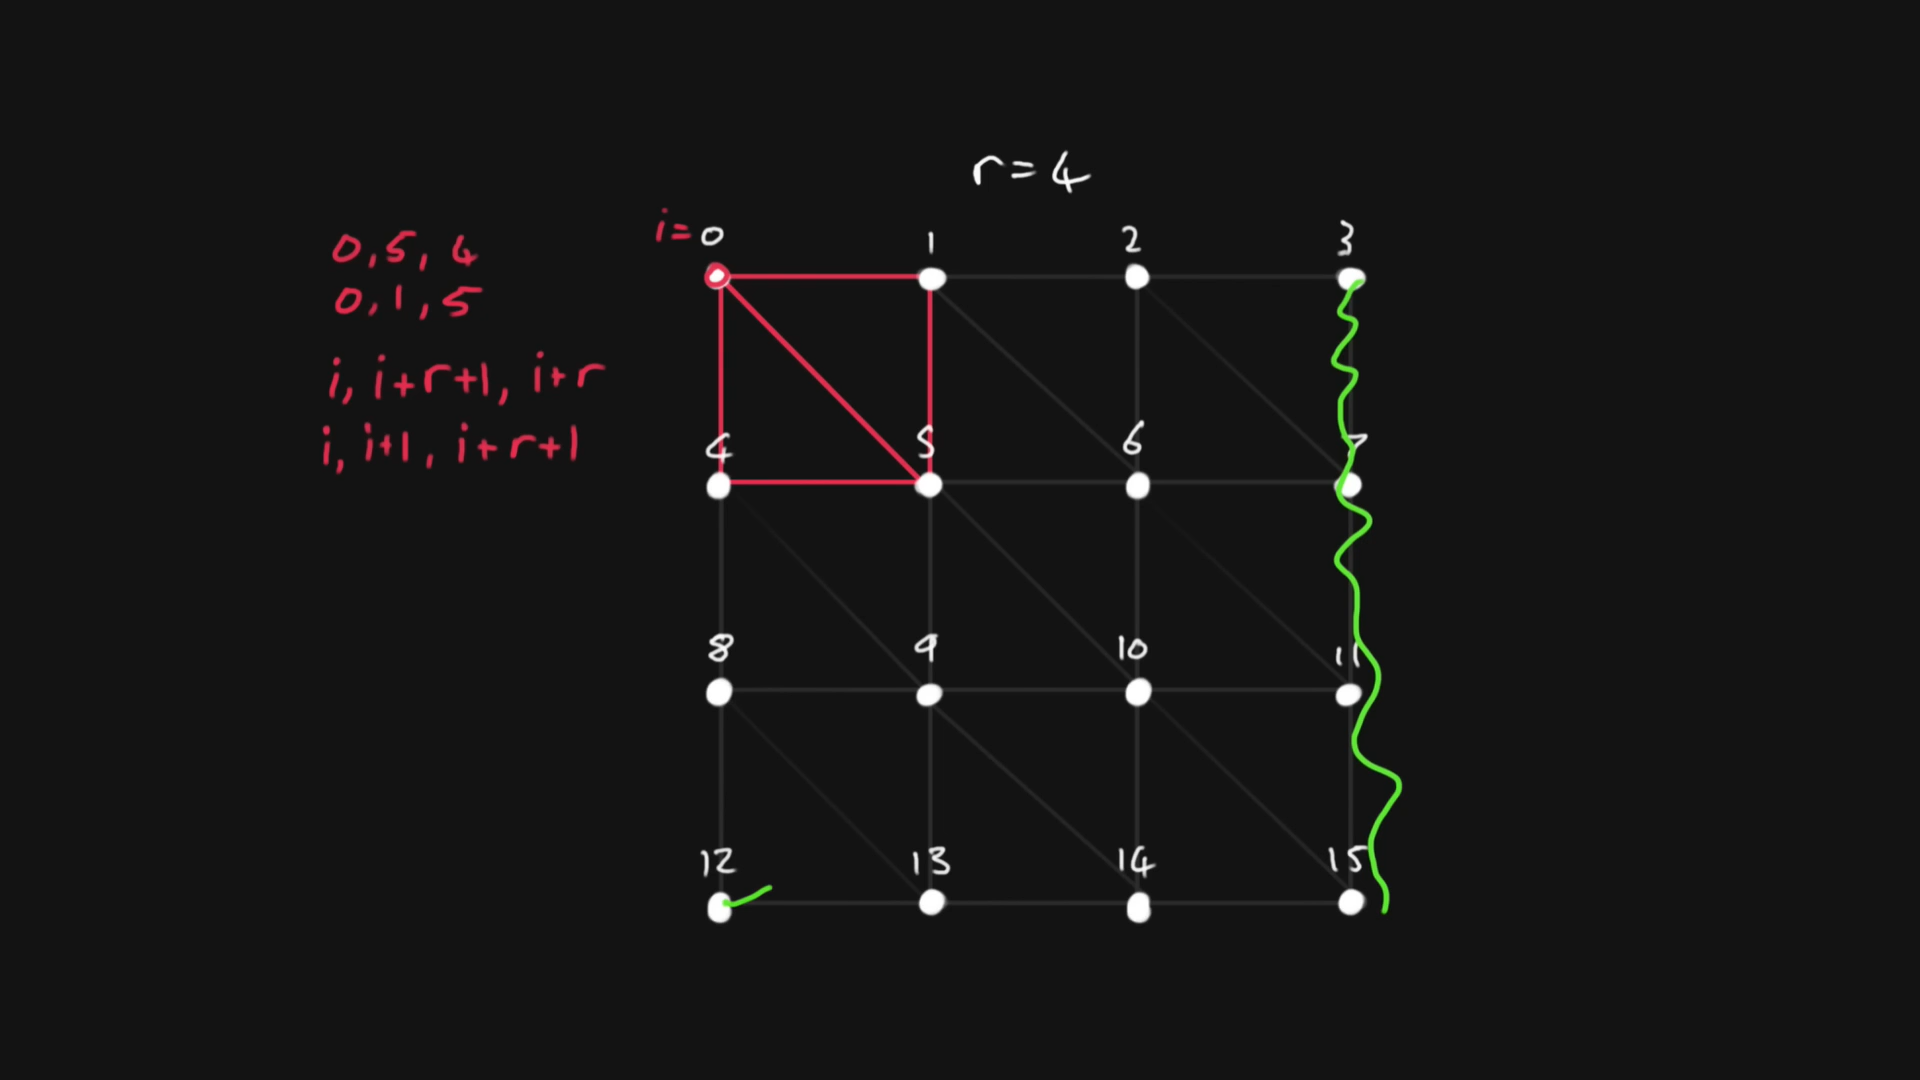 r=4
i= 0 1 2 3
0,5,4
0,1,5
i, i+r+1, i+r
i, i+1, i+r+1
4 5 6 7
8 9 10 11
12 13 14 15